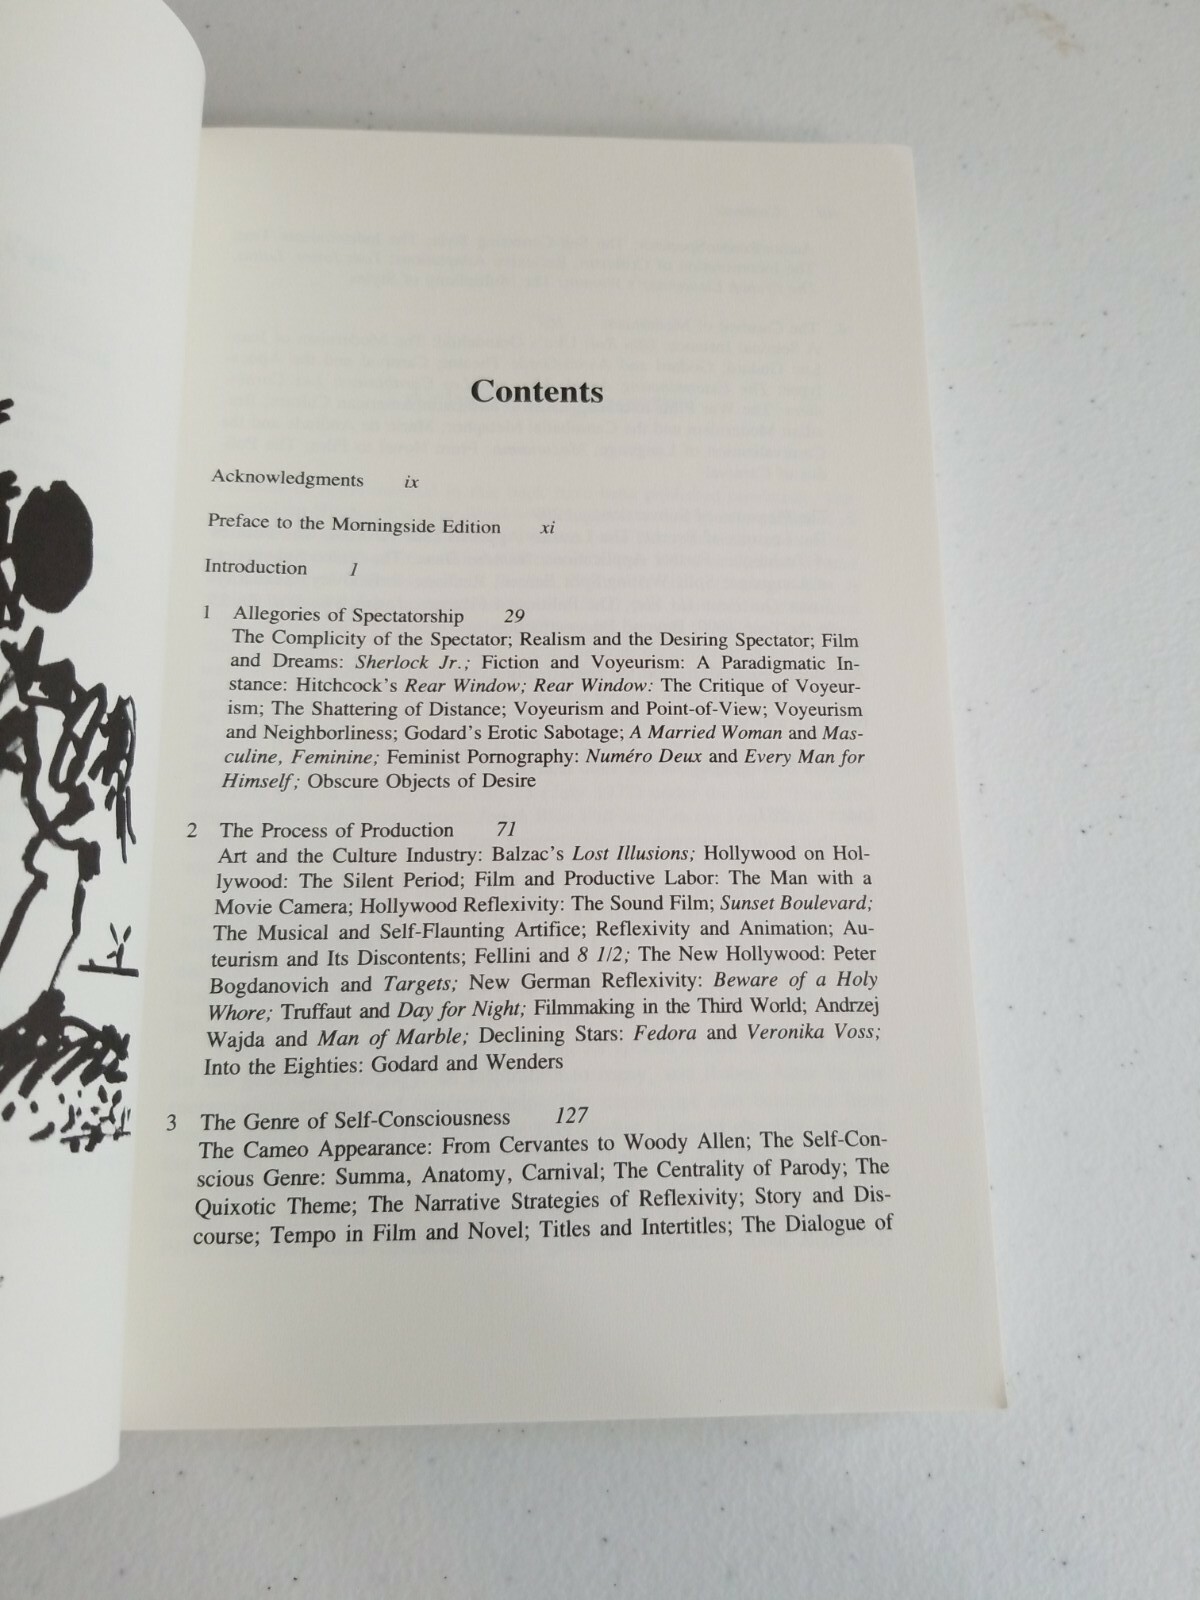 Contents
Acknowledgments ix
Preface to the Morningside Edition xi
Introduction 1
1 Allegories of Spectatorship 29
The Complicity of the Spectator; Realism and the Desiring Spectator; Film
and Dreams: Sherlock Jr.; Fiction and Voyeurism: A Paradigmatic In-
stance: Hitchcock's Rear Window; Rear Window: The Critique of Voyeur-
ism; The Shattering of Distance; Voyeurism and Point-of-View; Voyeurism
and Neighborliness; Godard's Erotic Sabotage; A Married Woman and Mas-
culine, Feminine; Feminist Pornography: Numéro Deux and Every Man for
Himself; Obscure Objects of Desire
2 The Process of Production 71
Art and the Culture Industry: Balzac's Lost Illusions; Hollywood on Hol-
lywood: The Silent Period; Film and Productive Labor: The Man with a
Movie Camera; Hollywood Reflexivity: The Sound Film; Sunset Boulevard;
The Musical and Self-Flaunting Artifice; Reflexivity and Animation; Au-
teurism and Its Discontents; Fellini and 8 1/2; The New Hollywood: Peter
Bogdanovich and Targets; New German Reflexivity: Beware of a Holy
Whore; Truffaut and Day for Night; Filmmaking in the Third World; Andrzej
Wajda and Man of Marble; Declining Stars: Fedora and Veronika Voss;
Into the Eighties: Godard and Wenders
3 The Genre of Self-Consciousness 127
The Cameo Appearance: From Cervantes to Woody Allen; The Self-Con-
scious Genre: Summa, Anatomy, Carnival; The Centrality of Parody; The
Quixotic Theme; The Narrative Strategies of Reflexivity; Story and Dis-
course; Tempo in Film and Novel; Titles and Intertitles; The Dialogue of